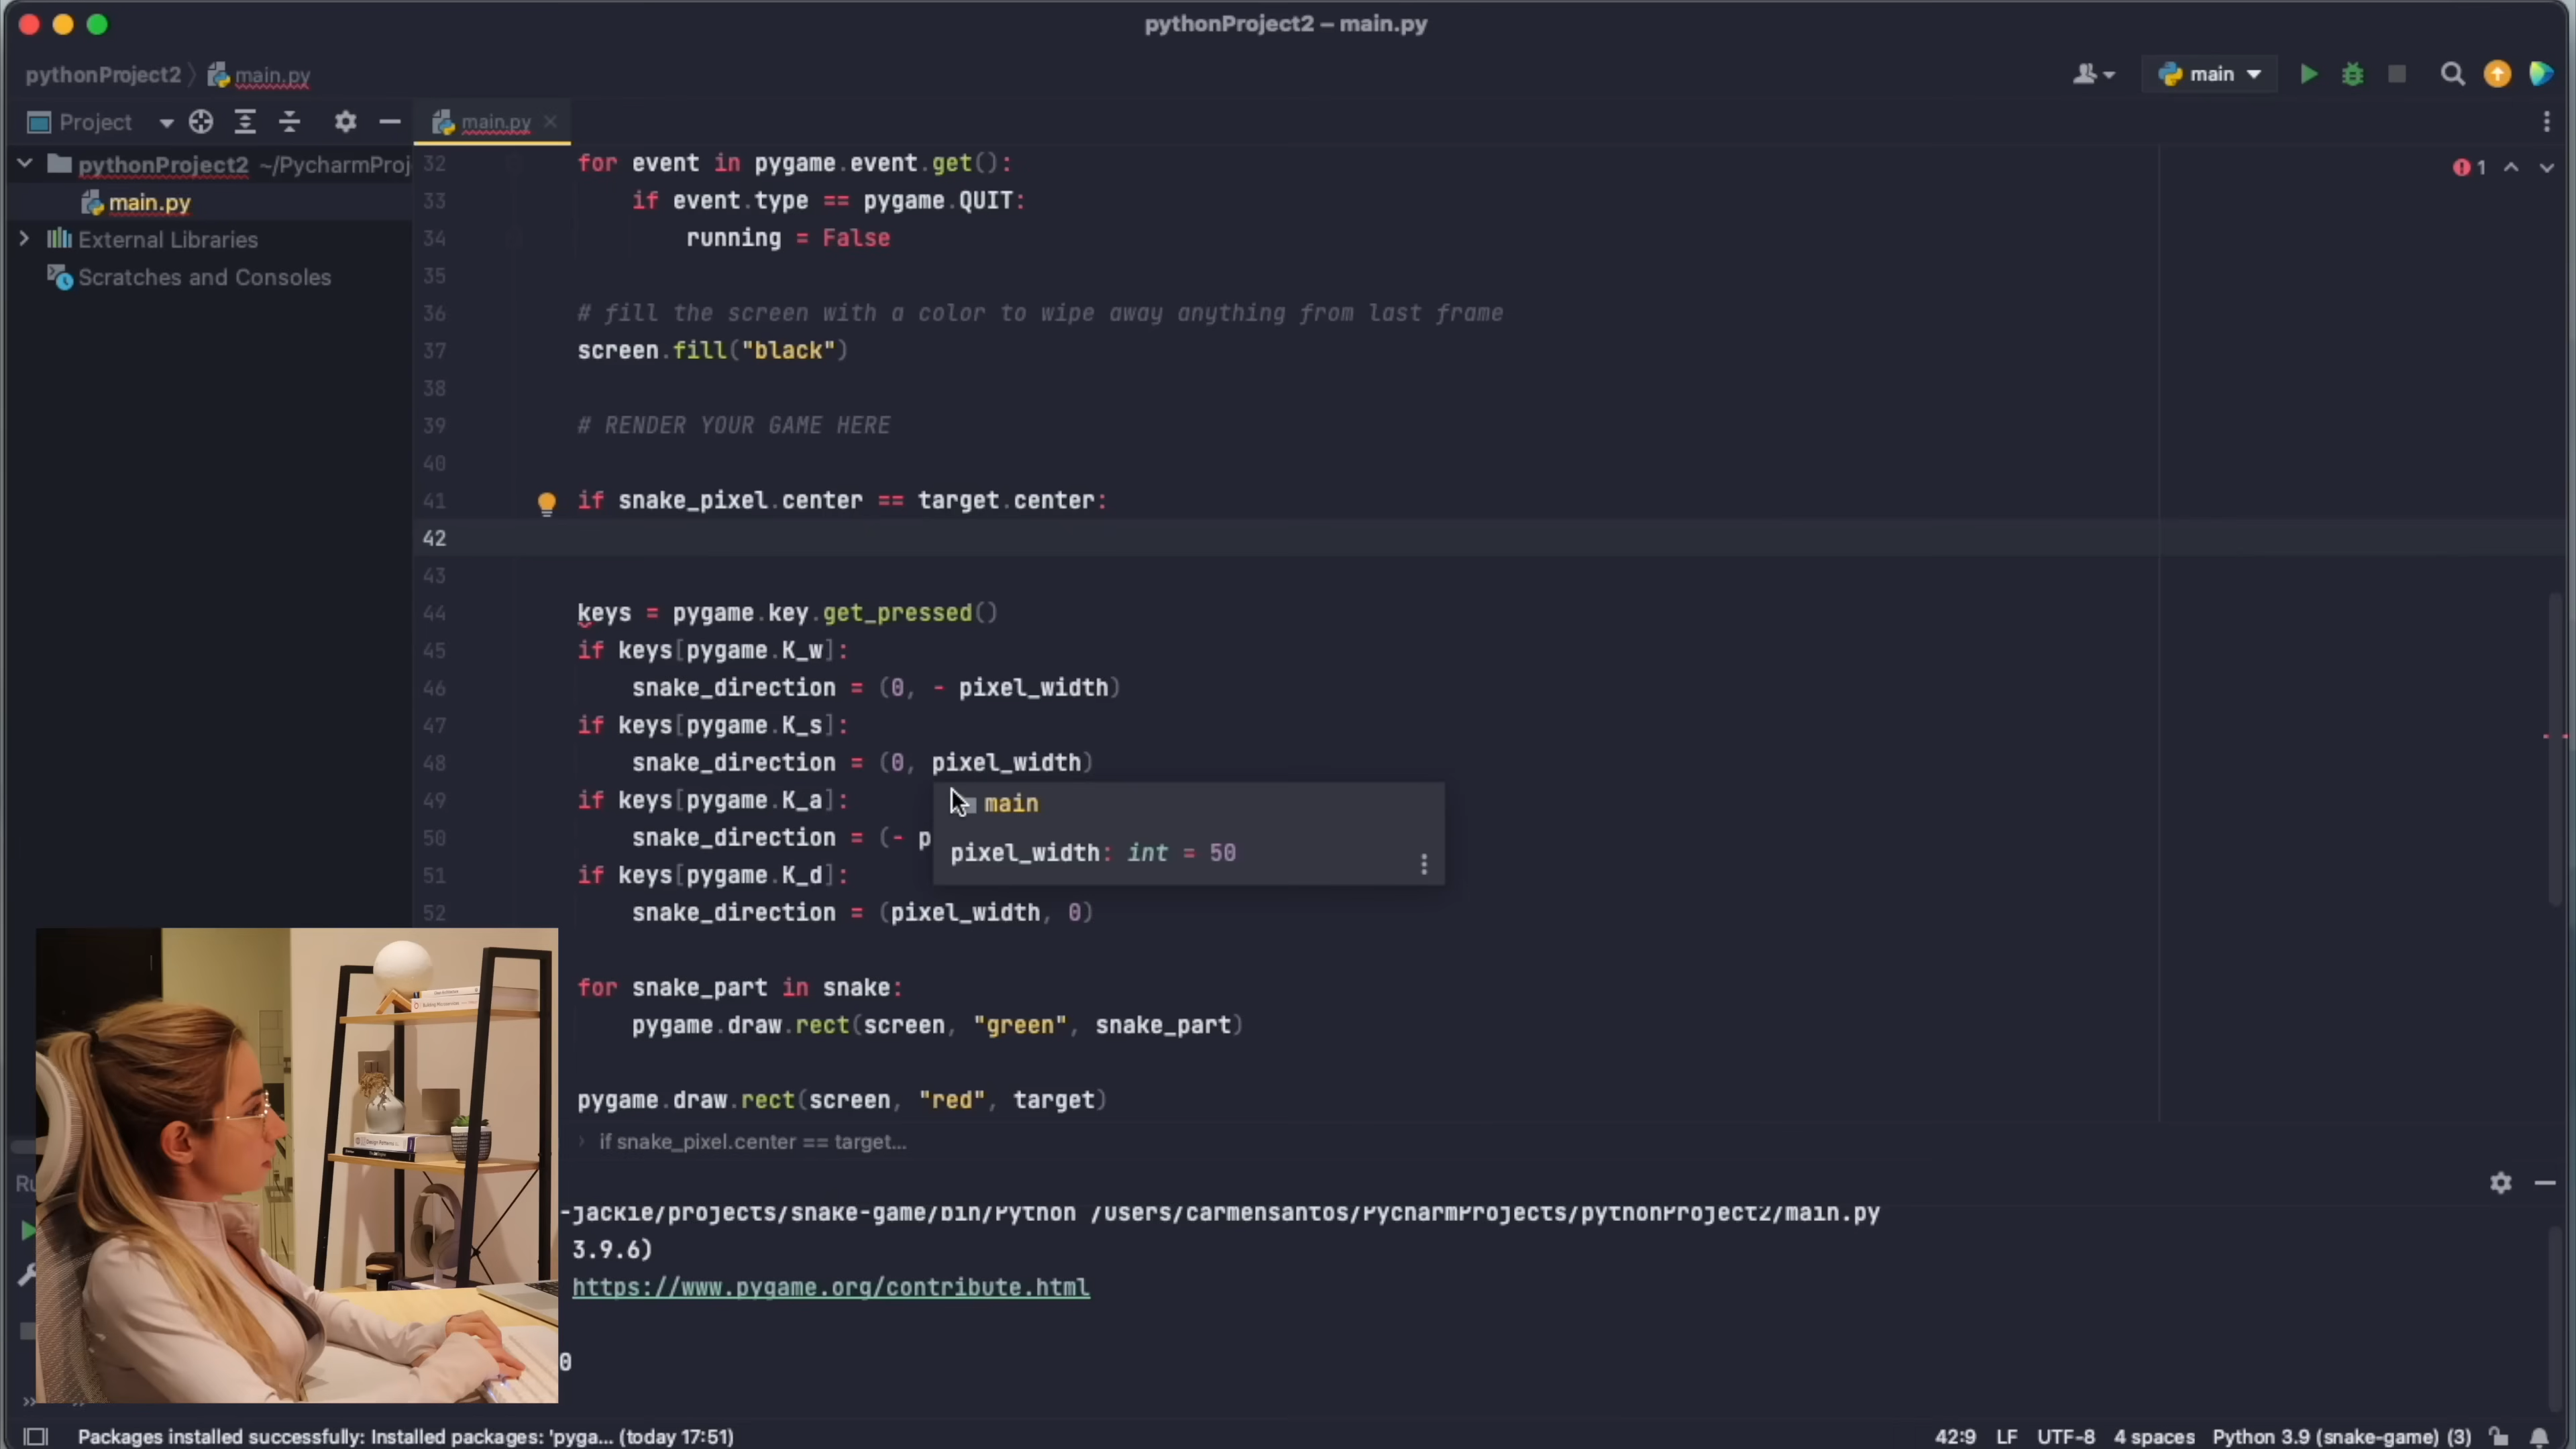 pythonProject2 – main.py
pythonProject2 main.py
main
Project
main.py
pythonProject2 ~/PycharmProj
main.py
External Libraries
Scratches and Consoles
1
32 for event in pygame.event.get():
33 if event.type == pygame.QUIT:
34 running = False
35
36 # fill the screen with a color to wipe away anything from last frame
37 screen.fill("black")
38
39 # RENDER YOUR GAME HERE
40
41 if snake_pixel.center == target.center:
42
43
44 keys = pygame.key.get_pressed()
45 if keys[pygame.K_w]:
46 snake_direction = (0, - pixel_width)
47 if keys[pygame.K_s]:
48 snake_direction = (0, pixel_width)
49 if keys[pygame.K_a]:
main
50 snake_direction = (- p
pixel_width: int = 50
51 if keys[pygame.K_d]:
52 snake_direction = (pixel_width, 0)
for snake_part in snake:
pygame.draw.rect(screen, "green", snake_part)
pygame.draw.rect(screen, "red", target)
if snake_pixel.center == target...
Ru
-jackie/projects/snake-game/bin/Python /Users/carmensantos/PycharmProjects/pythonProject2/main.py
3.9.6)
https://www.pygame.org/contribute.html
0
Packages installed successfully: Installed packages: 'pyga... (today 17:51)
42:9 LF UTF-8 4 spaces Python 3.9 (snake-game) (3)